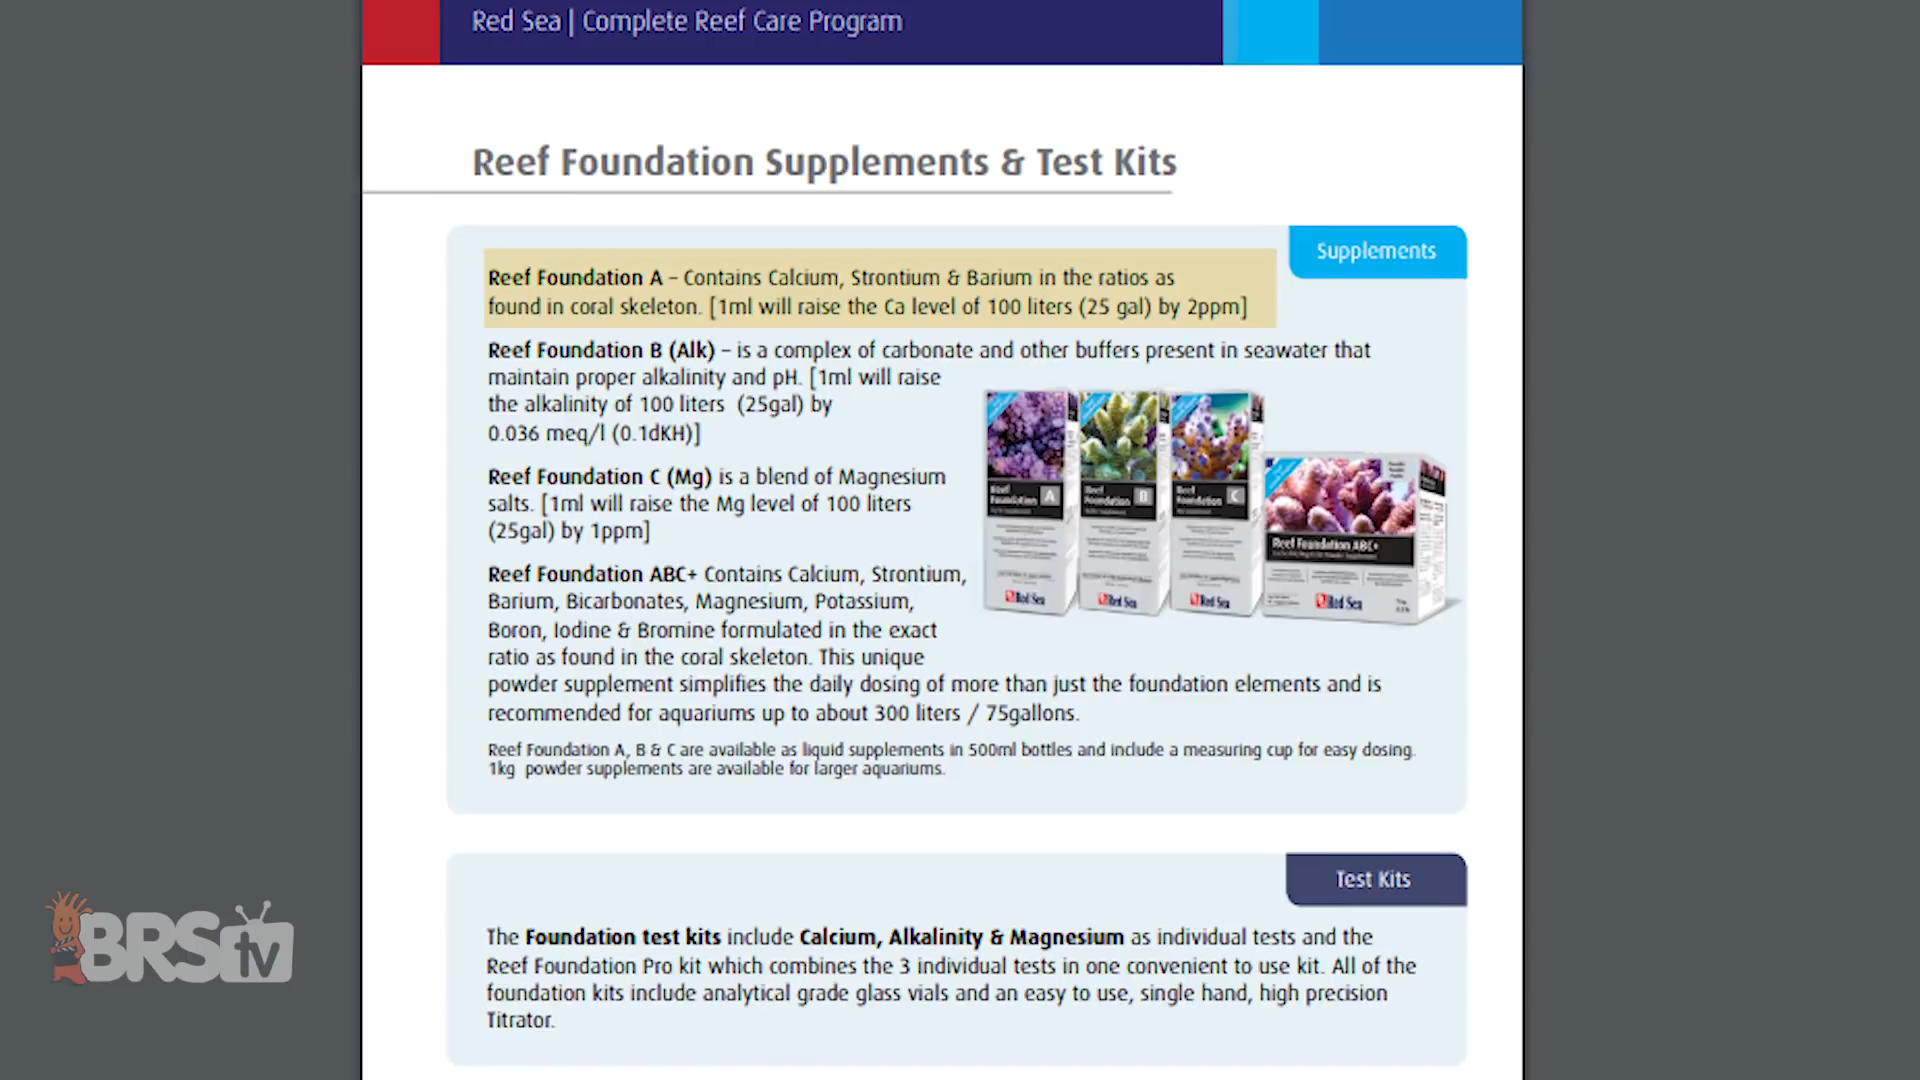 Red Sea | Complete Reef Care Program
Reef Foundation Supplements & Test Kits
Supplements
Reef Foundation A – Contains Calcium, Strontium & Barium in the ratios as
found in coral skeleton. [1ml will raise the Ca level of 100 liters (25 gal) by 2ppm]
Reef Foundation B (Alk) – is a complex of carbonate and other buffers present in seawater that
maintain proper alkalinity and pH. [1ml will raise
the alkalinity of 100 liters (25gal) by
0.036 meq/l (0.1dKH)]
Reef Foundation C (Mg) is a blend of Magnesium
salts. [1ml will raise the Mg level of 100 liters
(25gal) by 1ppm]
Reef Foundation ABC+ Contains Calcium, Strontium,
Barium, Bicarbonates, Magnesium, Potassium,
Boron, Iodine & Bromine formulated in the exact
ratio as found in the coral skeleton. This unique
powder supplement simplifies the daily dosing of more than just the foundation elements and is
recommended for aquariums up to about 300 liters / 75gallons.
Reef Foundation A, B & C are available as liquid supplements in 500ml bottles and include a measuring cup for easy dosing.
1kg powder supplements are available for larger aquariums.
Reef
Foundation A
Reef
Foundation B
Reef
Foundation C
Reef Foundation ABC+
Red Sea
Red Sea
Red Sea
Red Sea
Test Kits
The Foundation test kits include Calcium, Alkalinity & Magnesium as individual tests and the
Reef Foundation Pro kit which combines the 3 individual tests in one convenient to use kit. All of the
foundation kits include analytical grade glass vials and an easy to use, single hand, high precision
Titrator.
BRStv